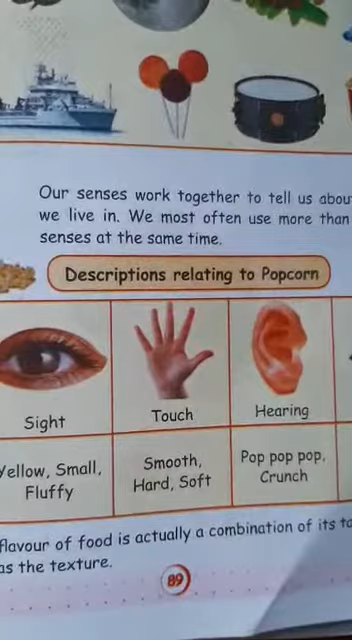 Our senses work together to tell us
we live in. We most often use more than
senses at the same time.
Descriptions relating to Popcorn
Sight
Touch
Hearing
Yellow, Small,
Fluffy
Smooth,
Hard, Soft
Pop pop pop,
Crunch
flavour of food is actually a combination of its
as the texture.
89